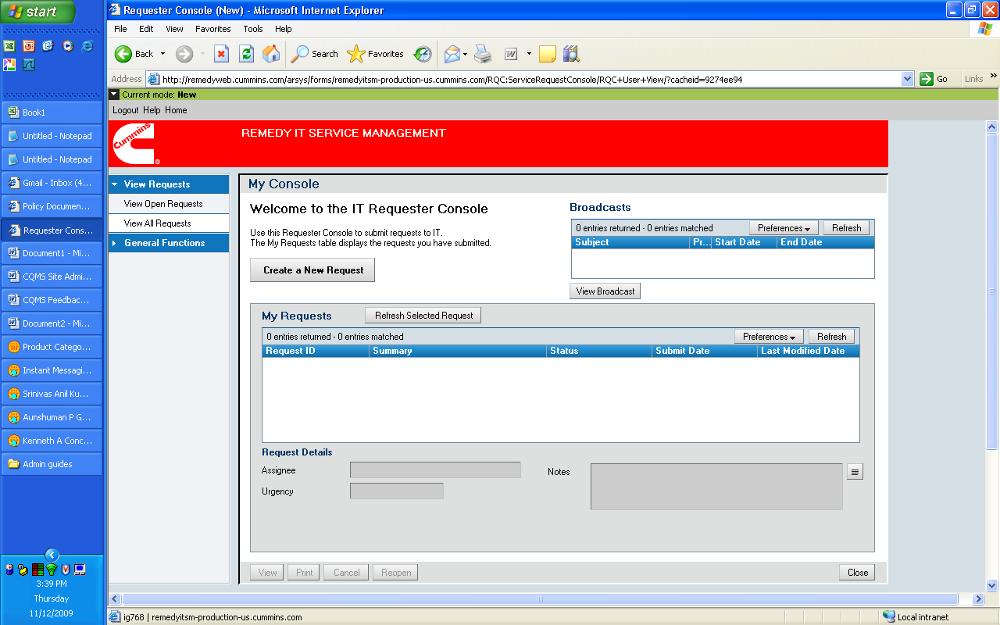 start
Book1
Untitled - Notepad
Untitled - Notepad
Gmail - Inbox (4...
Policy Documen...
Requester Cons...
Document1 - Mi...
CQMS Site Admi...
CQMS Feedbac...
Document2 - Mi...
Product Catego...
Instant Messagi...
Srinivas Anil Ku...
Aunshuman P G...
Kenneth A Conc...
Admin guides
3:39 PM
Thursday
11/12/2009
Requester Console (New) - Microsoft Internet Explorer
File Edit View Favorites Tools Help
Back Search Favorites
Address http://remedyweb.cummins.com/arsys/forms/remedyitsm-production-us.cummins.com/RQC:ServiceRequestConsole/RQC+User+View/?cacheid=9274ee94 Go Links »
Current mode: New
Logout Help Home
Cummins ®
REMEDY IT SERVICE MANAGEMENT
View Requests
View Open Requests
View All Requests
General Functions
My Console
Welcome to the IT Requester Console
Use this Requester Console to submit requests to IT.
The My Requests table displays the requests you have submitted.
Create a New Request
Broadcasts
0 entries returned - 0 entries matched Preferences Refresh
Subject Pr... Start Date End Date
View Broadcast
My Requests Refresh Selected Request
0 entries returned - 0 entries matched Preferences Refresh
Request ID Summary Status Submit Date Last Modified Date
Request Details
Assignee Notes
Urgency
View Print Cancel Reopen Close
ig768 | remedyitsm-production-us.cummins.com Local intranet